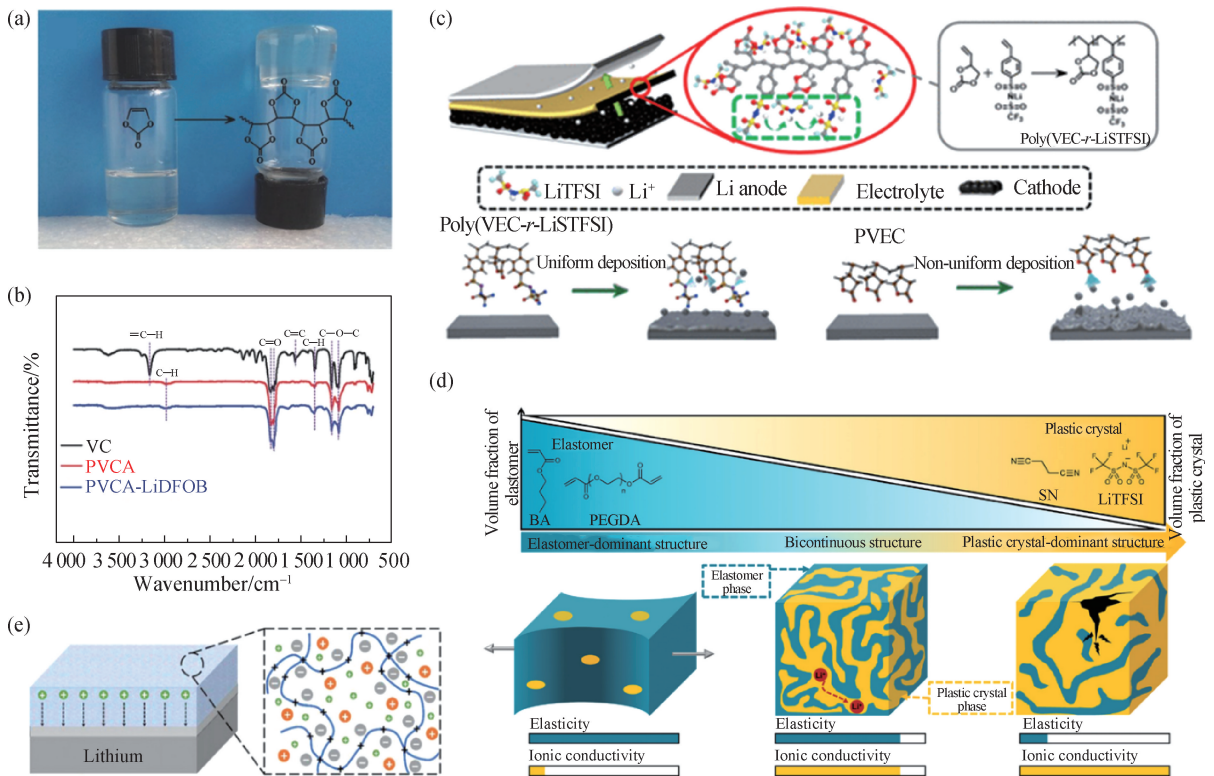 (a)
(b)
Transmittance/%
=C−H
C−H
C=O
C=C
C−H
C−O−C
VC
PVCA
PVCA-LiDFOB
4 000 3 500 3 000 2 500 2 000 1 500 1 000 500
Wavenumber/cm⁻¹
(c)
Poly(VEC-r-LiSTFSI)
LiTFSI Li⁺ Li anode Electrolyte Cathode
Poly(VEC-r-LiSTFSI)
Uniform deposition
PVEC
Non-uniform deposition
(d)
Volume fraction of
elastomer
Elastomer
BA
PEGDA
Plastic crystal
SN
LiTFSI
Volume fraction of
plastic crystal
Elastomer-dominant structure Bicontinuous structure Plastic crystal-dominant structure
Elastomer
phase
Li⁺
Li⁺
Plastic crystal
phase
Elasticity
Ionic conductivity
Elasticity
Ionic conductivity
Elasticity
Ionic conductivity
(e)
Lithium